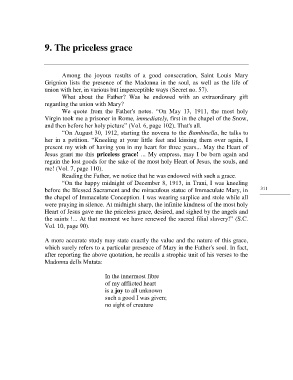 9. The priceless grace
Among the joyous results of a good consecration, Saint Louis Mary
Grignion lists the presence of the Madonna in the soul, as well as the life of
union with her, in various but imperceptible ways (Secret no. 57).
What about the Father? Was he endowed with an extraordinary gift
regarding the union with Mary?
We quote from the Father's notes. "On May 13, 1911, the most holy
Virgin took me a prisoner in Rome, immediately, first in the chapel of the Snow,
and then before her holy picture" (Vol. 6, page 102). That's all.
"On August 30, 1912, starting the novena to the Bambinella, he talks to
her in a petition. "Kneeling at your little feet and kissing them over again, I
present my wish of having you in my heart for three years... May the Heart of
Jesus grant me this priceless grace! ... My empress, may I be born again and
regain the lost goods for the sake of the most holy Heart of Jesus, the souls, and
me! (Vol. 7, page 110).
Reading the Father, we notice that he was endowed with such a grace.
"On the happy midnight of December 8, 1913, in Trani, I was kneeling
before the Blessed Sacrament and the miraculous statue of Immaculate Mary, in
the chapel of Immaculate Conception. I was wearing surplice and stole while all
were praying in silence. At midnight sharp, the infinite kindness of the most holy
Heart of Jesus gave me the priceless grace, desired, and sighed by the angels and
the saints !... At that moment we have renewed the sacred filial slavery!" (S.C.
Vol. 10, page 90).
311
A more accurate study may state exactly the value and the nature of this grace,
which surely refers to a particular presence of Mary in the Father's soul. In fact,
after reporting the above quotation, he recalls a strophic unit of his verses to the
Madonna della Mutata:
In the innermost fibre
of my afflicted heart
is a joy to all unknown
such a good I was given:
no sight of creature